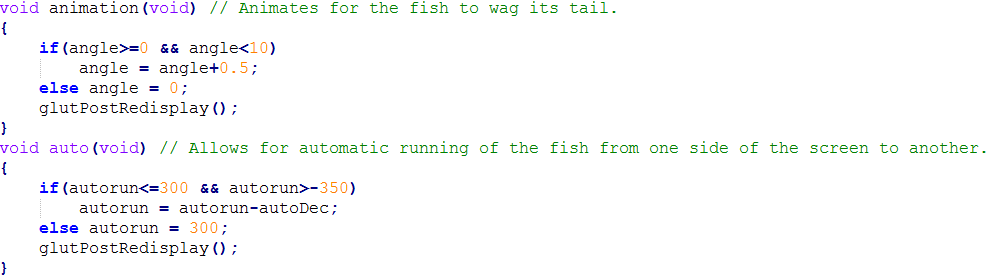 void animation(void) // Animates for the fish to wag its tail.
{
    if(angle>=0 && angle<10)
        angle = angle+0.5;
    else angle = 0;
    glutPostRedisplay();
}
void auto(void) // Allows for automatic running of the fish from one side of the screen to another.
{
    if(autorun<=300 && autorun>-350)
        autorun = autorun-autoDec;
    else autorun = 300;
    glutPostRedisplay();
}